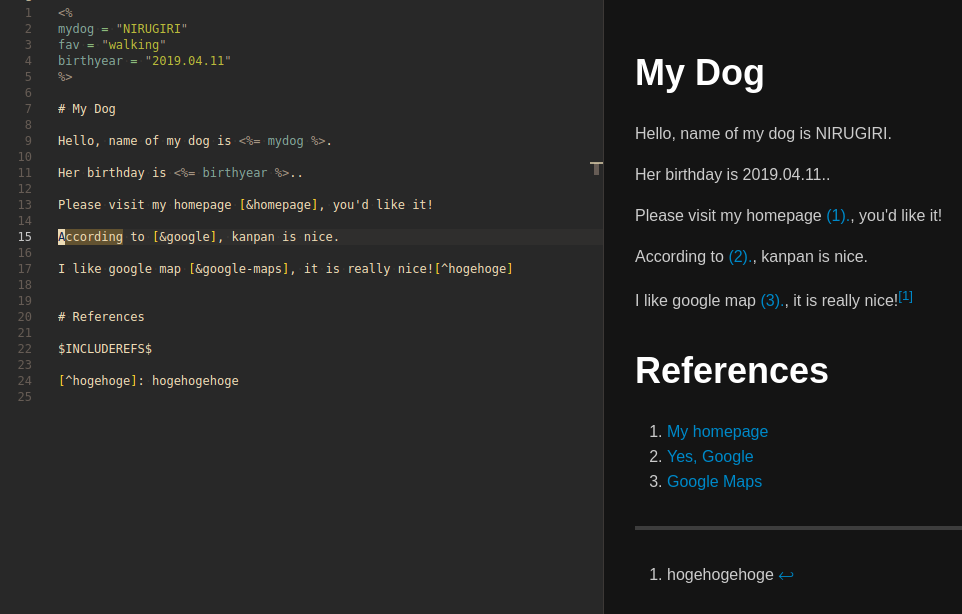 1 <%
2 mydog = "NIRUGIRI"
3 fav = "walking"
4 birthyear = "2019.04.11"
5 %>
6
7 # My Dog
8
9 Hello, name of my dog is <%= mydog %>.
10
11 Her birthday is <%= birthyear %>..
12
13 Please visit my homepage [&homepage], you'd like it!
14
15 According to [&google], kanpan is nice.
16
17 I like google map [&google-maps], it is really nice![^hogehoge]
18
19
20 # References
21
22 $INCLUDEREFS$
23
24 [^hogehoge]: hogehogehoge
25
My Dog
Hello, name of my dog is NIRUGIRI.
Her birthday is 2019.04.11..
Please visit my homepage (1)., you'd like it!
According to (2)., kanpan is nice.
I like google map (3)., it is really nice![1]
References
1. My homepage
2. Yes, Google
3. Google Maps
1. hogehogehoge ↩